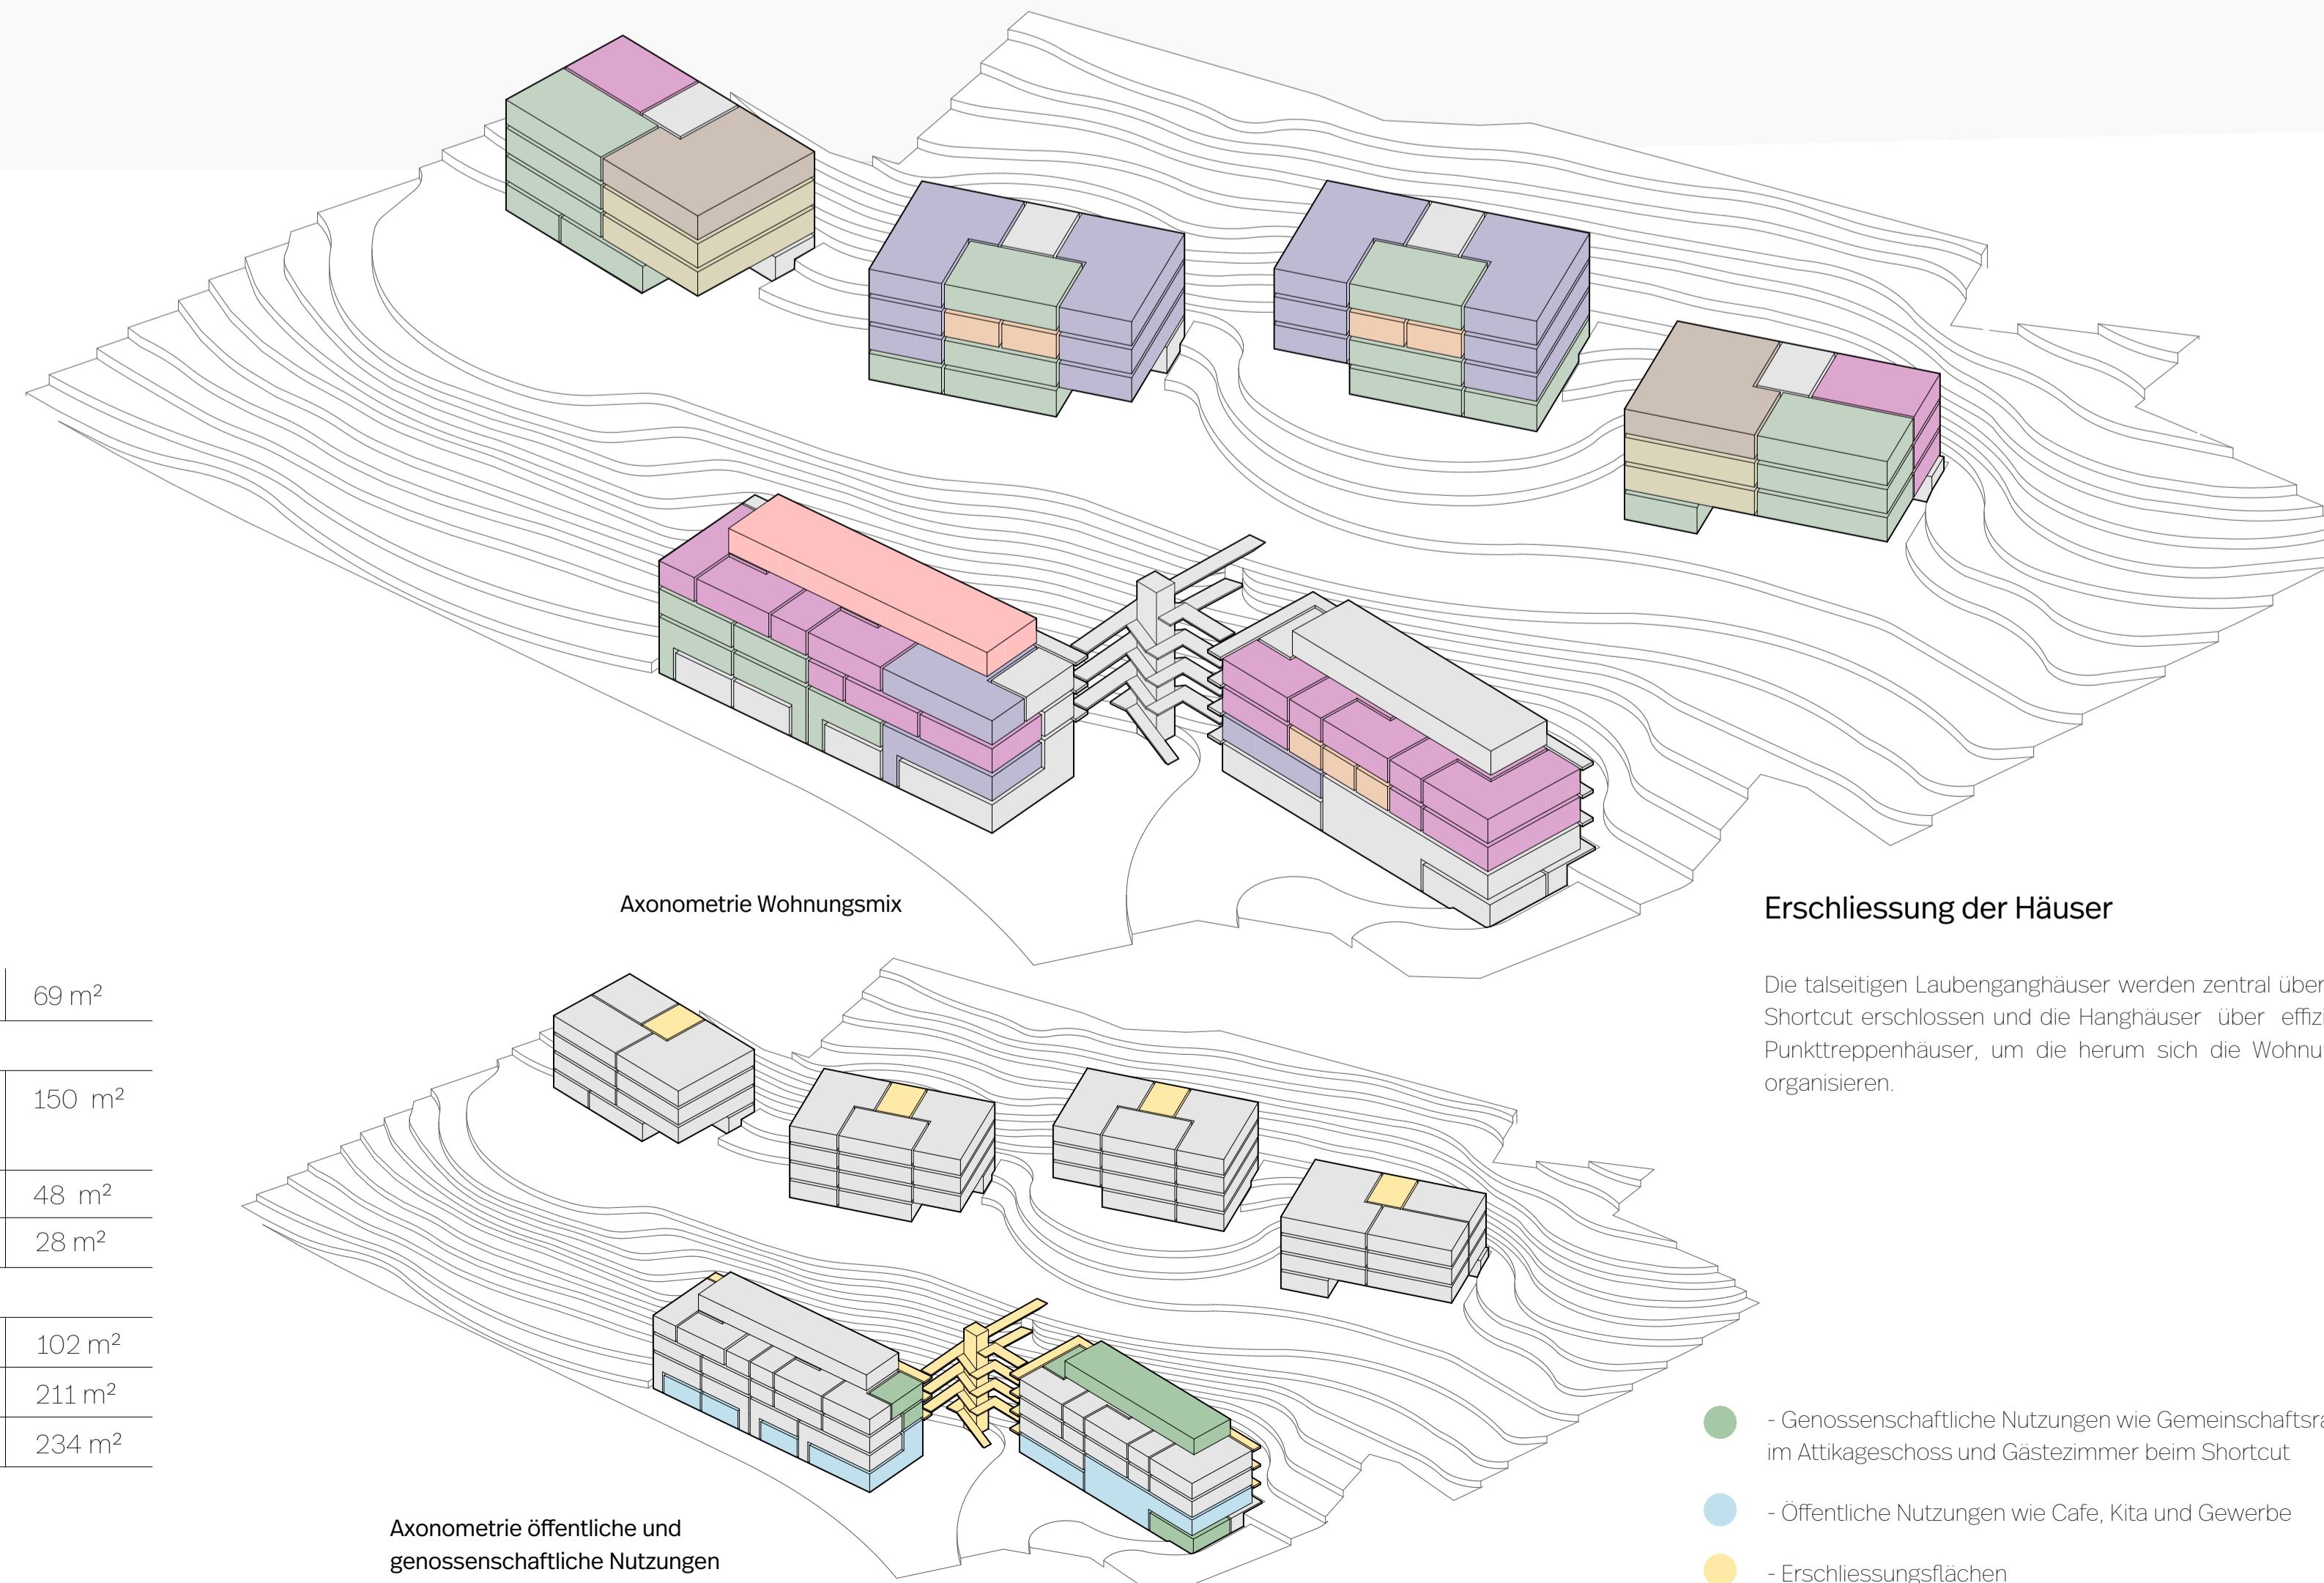 Axonometrie Wohnungsmix
69 m²
150 m²
48 m²
28 m²
102 m²
211 m²
234 m²
Axonometrie öffentliche und
genossenschaftliche Nutzungen
Erschliessung der Häuser
Die talseitigen Laubenganghäuser werden zentral über
Shortcut erschlossen und die Hanghäuser über
Punkttreppenhäuser, um die herum sich die
organisieren.
- Genossenschaftliche Nutzungen wie
im Attikageschoss und Gästezimmer beim Shortcut
- Öffentliche Nutzungen wie Cafe, Kita und Gewerbe
- Erschliessungsflächen